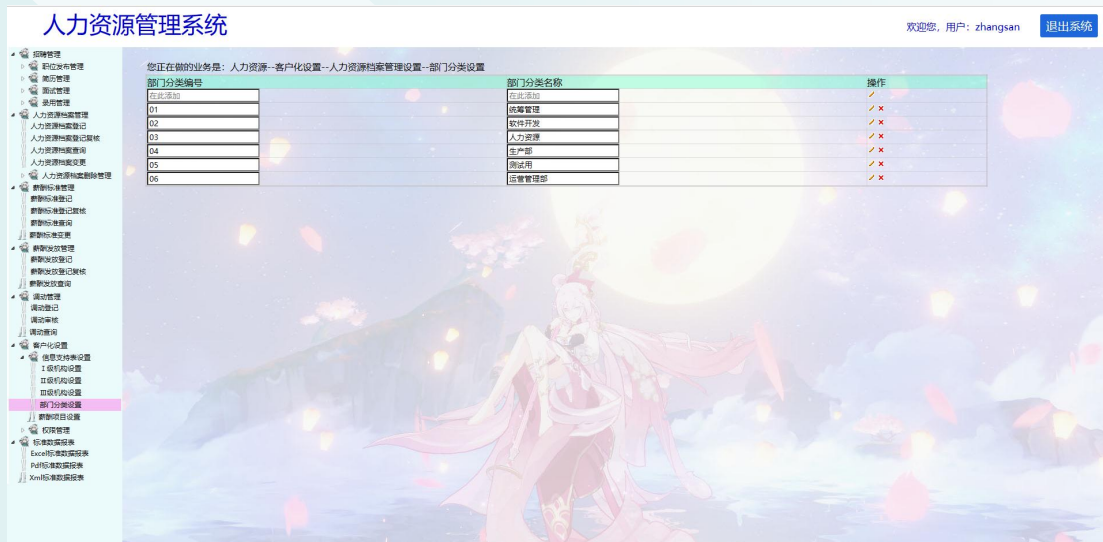 人力资源管理系统
欢迎您，用户：zhangsan
退出系统
招聘管理
职位发布管理
简历管理
面试管理
录用管理
人力资源档案管理
人力资源档案登记
人力资源档案登记复核
人力资源档案查询
人力资源档案变更
人力资源档案删除管理
薪酬标准管理
薪酬标准登记
薪酬标准登记复核
薪酬标准查询
薪酬标准变更
薪酬发放管理
薪酬发放登记
薪酬发放登记复核
薪酬发放查询
调动管理
调动登记
调动审核
调动查询
客户化设置
信息支持表设置
I 级机构设置
II级机构设置
III级机构设置
部门分类设置
薪酬项目设置
权限管理
标准数据报表
Excel标准数据报表
Pdf标准数据报表
Xml标准数据报表
您正在做的业务是：人力资源--客户化设置--人力资源档案管理设置--部门分类设置
部门分类编号 部门分类名称 操作
在此添加 在此添加
01 统筹管理
02 软件开发
03 人力资源
04 生产部
05 测试用
06 运营管理部